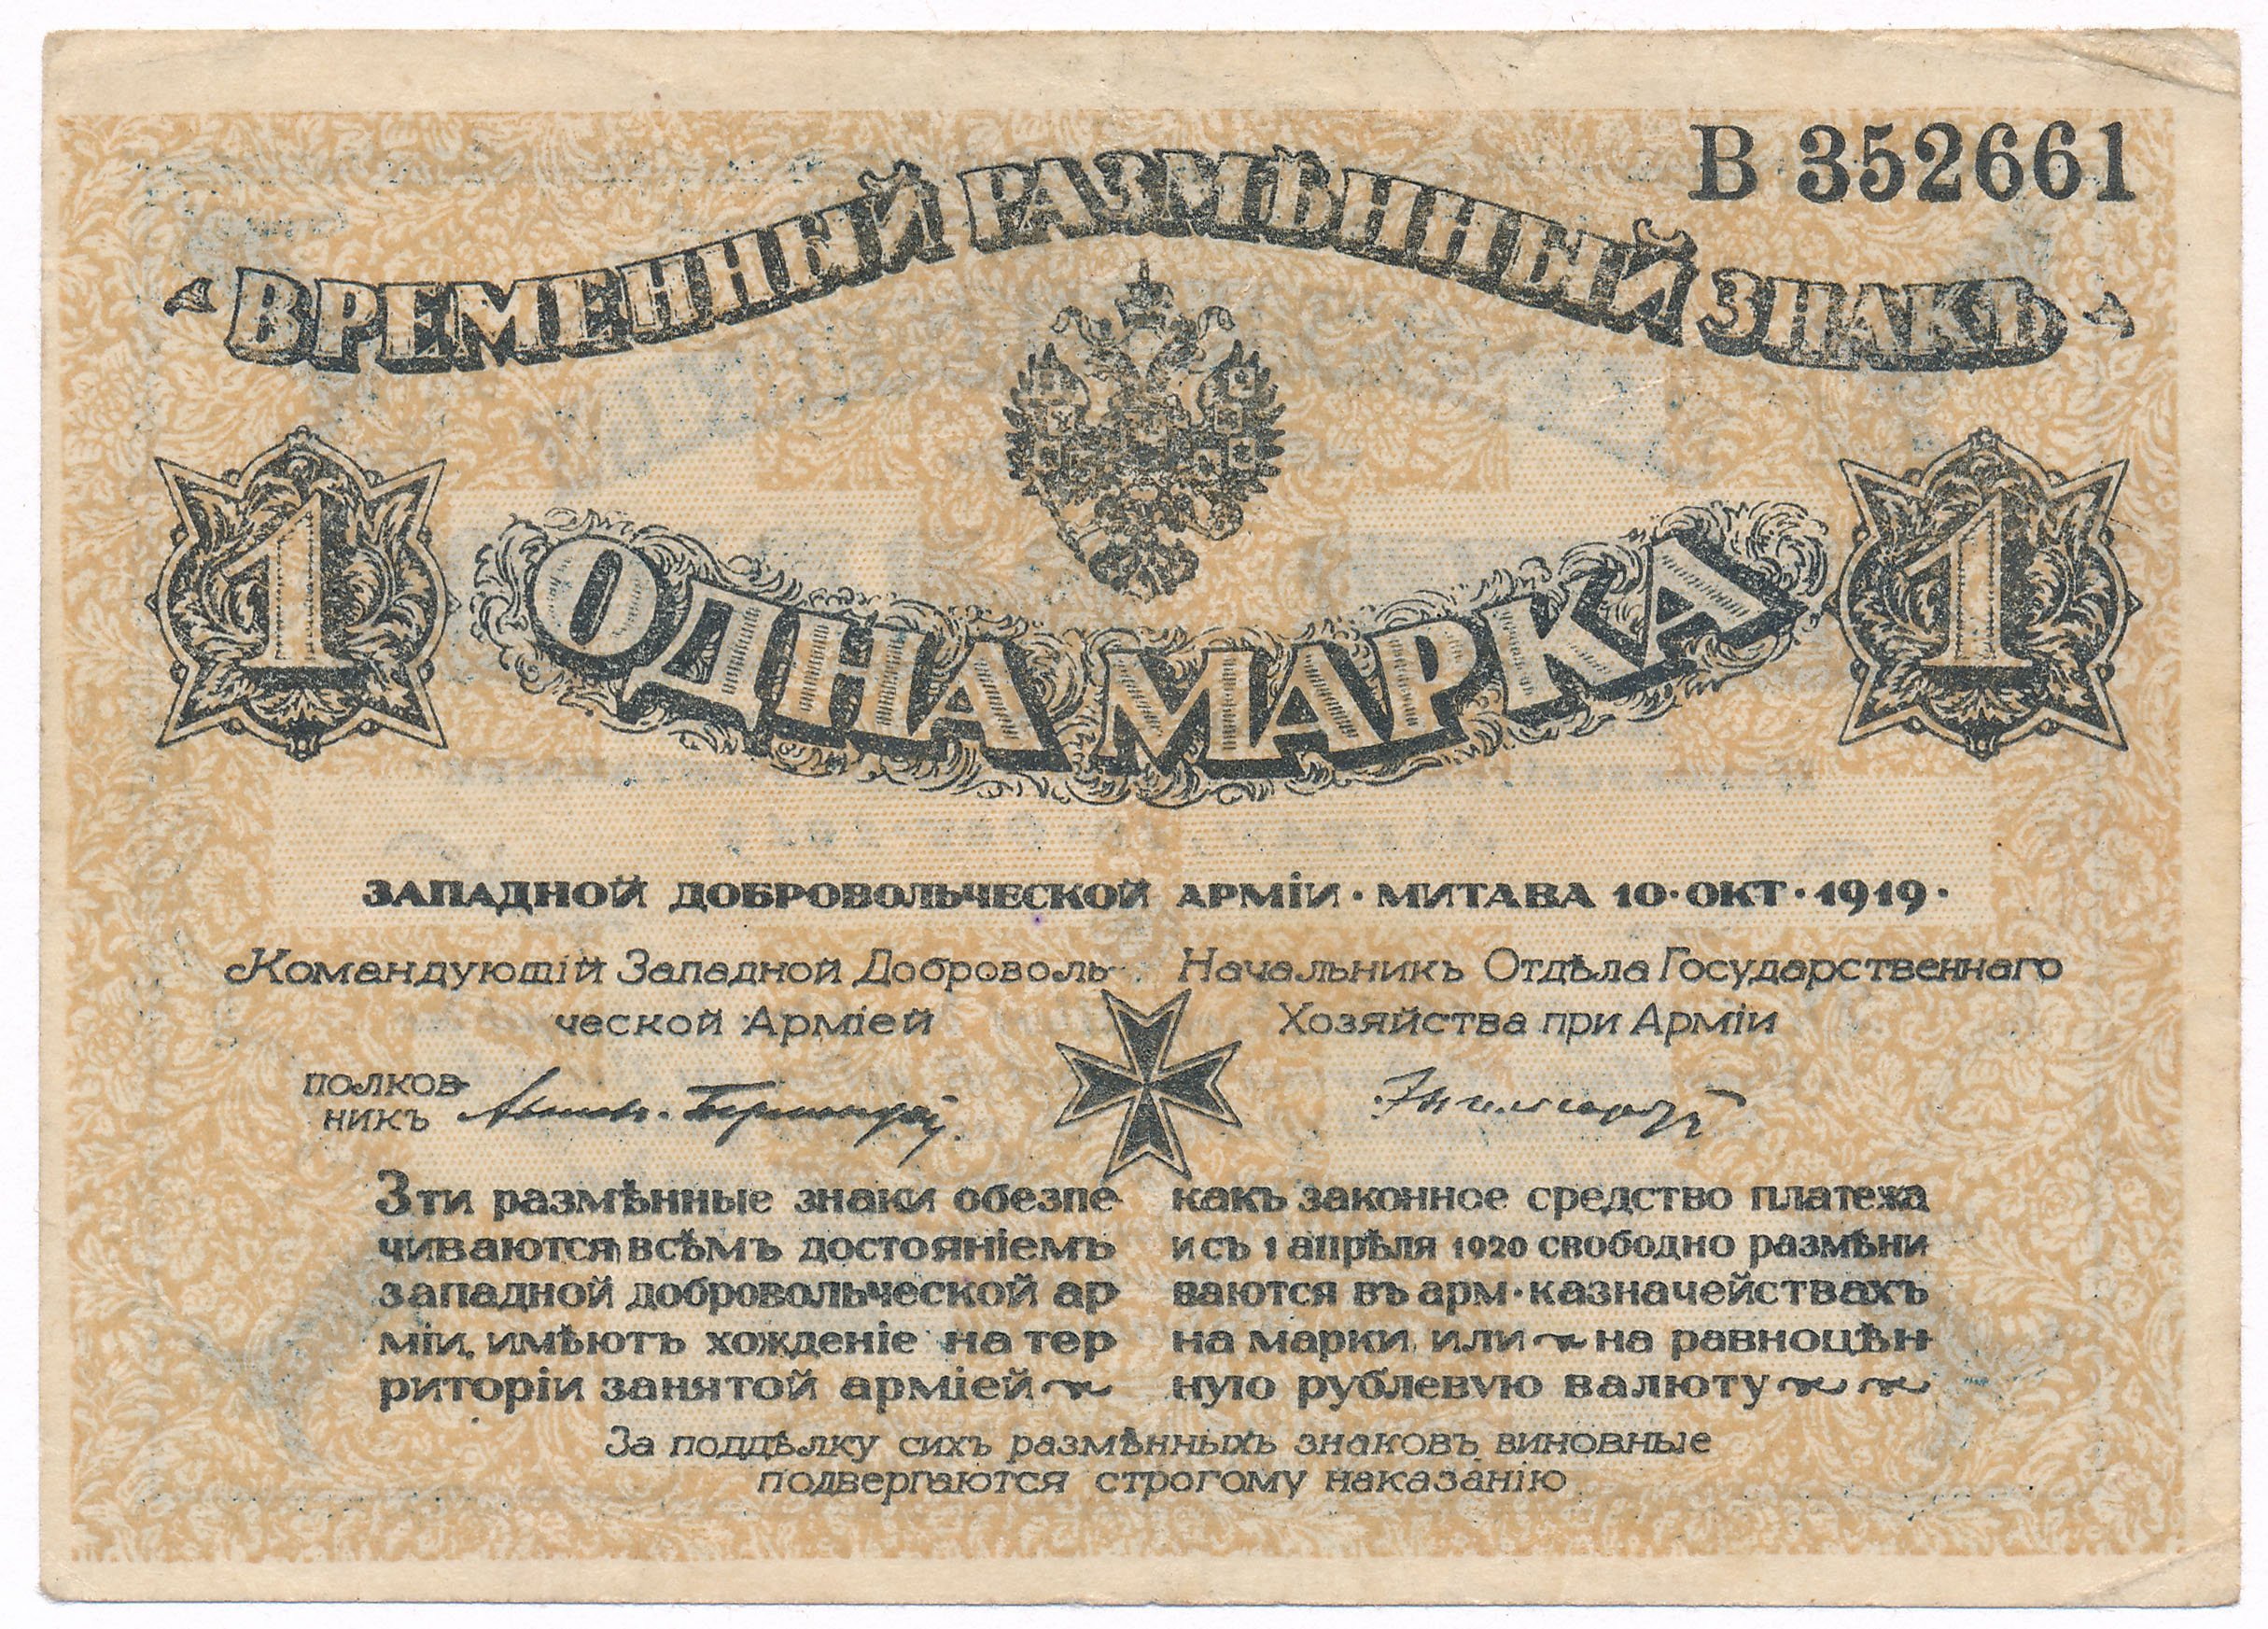 В 352661
ВРЕМЕННЫЙ РАЗМѢННЫЙ ЗНАКЪ
1 ОДНА МАРКА 1
ЗАПАДНОЙ ДОБРОВОЛЬЧЕСКОЙ АРМІИ · МИТАВА 10 · ОКТ · 1919 ·
Командующій Западной Доброволь
ческой Арміей
полков
никъ
Начальникъ Отдѣла Государственнаго
Хозяйства при Арміи
Эти размѣнные знаки обезпе
чиваются всѣмъ достояніемъ
западной добровольческой ар
міи, имѣютъ хожденіе на тер
риторіи занятой арміей
какъ законное средство платежа
и съ 1 апрѣля 1920 свободно размѣни
ваются въ арм · казначействахъ
на марки или на равноцѣн
ную рублевую валюту
За поддѣлку сихъ размѣнныхъ знаковъ виновные
подвергаются строгому наказанію